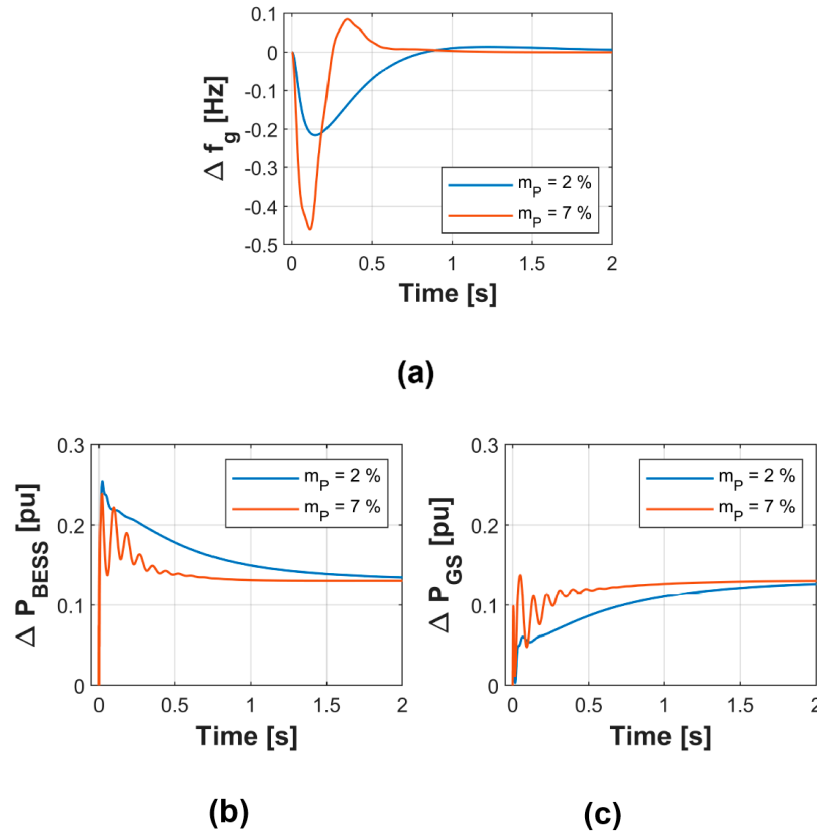 0.1
0
-0.1
-0.2
-0.3
-0.4
-0.5
Δ f_g [Hz]
m_P = 2 %
m_P = 7 %
0 0.5 1 1.5 2
Time [s]
(a)
0.3
0.2
0.1
0
Δ P_BESS [pu]
m_P = 2 %
m_P = 7 %
0 0.5 1 1.5 2
Time [s]
(b)
0.3
0.2
0.1
0
Δ P_GS [pu]
m_P = 2 %
m_P = 7 %
0 0.5 1 1.5 2
Time [s]
(c)